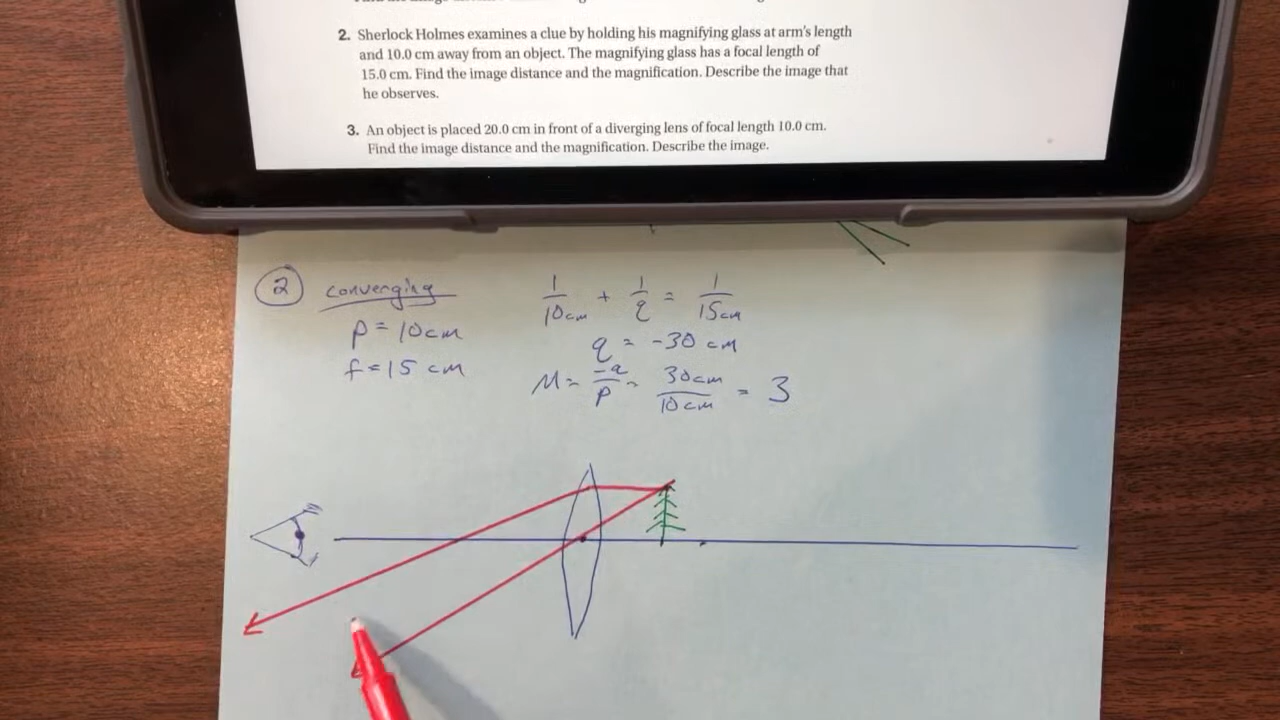 2. Sherlock Holmes examines a clue by holding his magnifying glass at arm's length
and 10.0 cm away from an object. The magnifying glass has a focal length of
15.0 cm. Find the image distance and the magnification. Describe the image that
he observes.
3. An object is placed 20.0 cm in front of a diverging lens of focal length 10.0 cm.
Find the image distance and the magnification. Describe the image.
2 converging
p = 10cm
f = 15 cm
1/10cm + 1/q = 1/15cm
q = -30 cm
M = -q/p = 30cm/10cm = 3